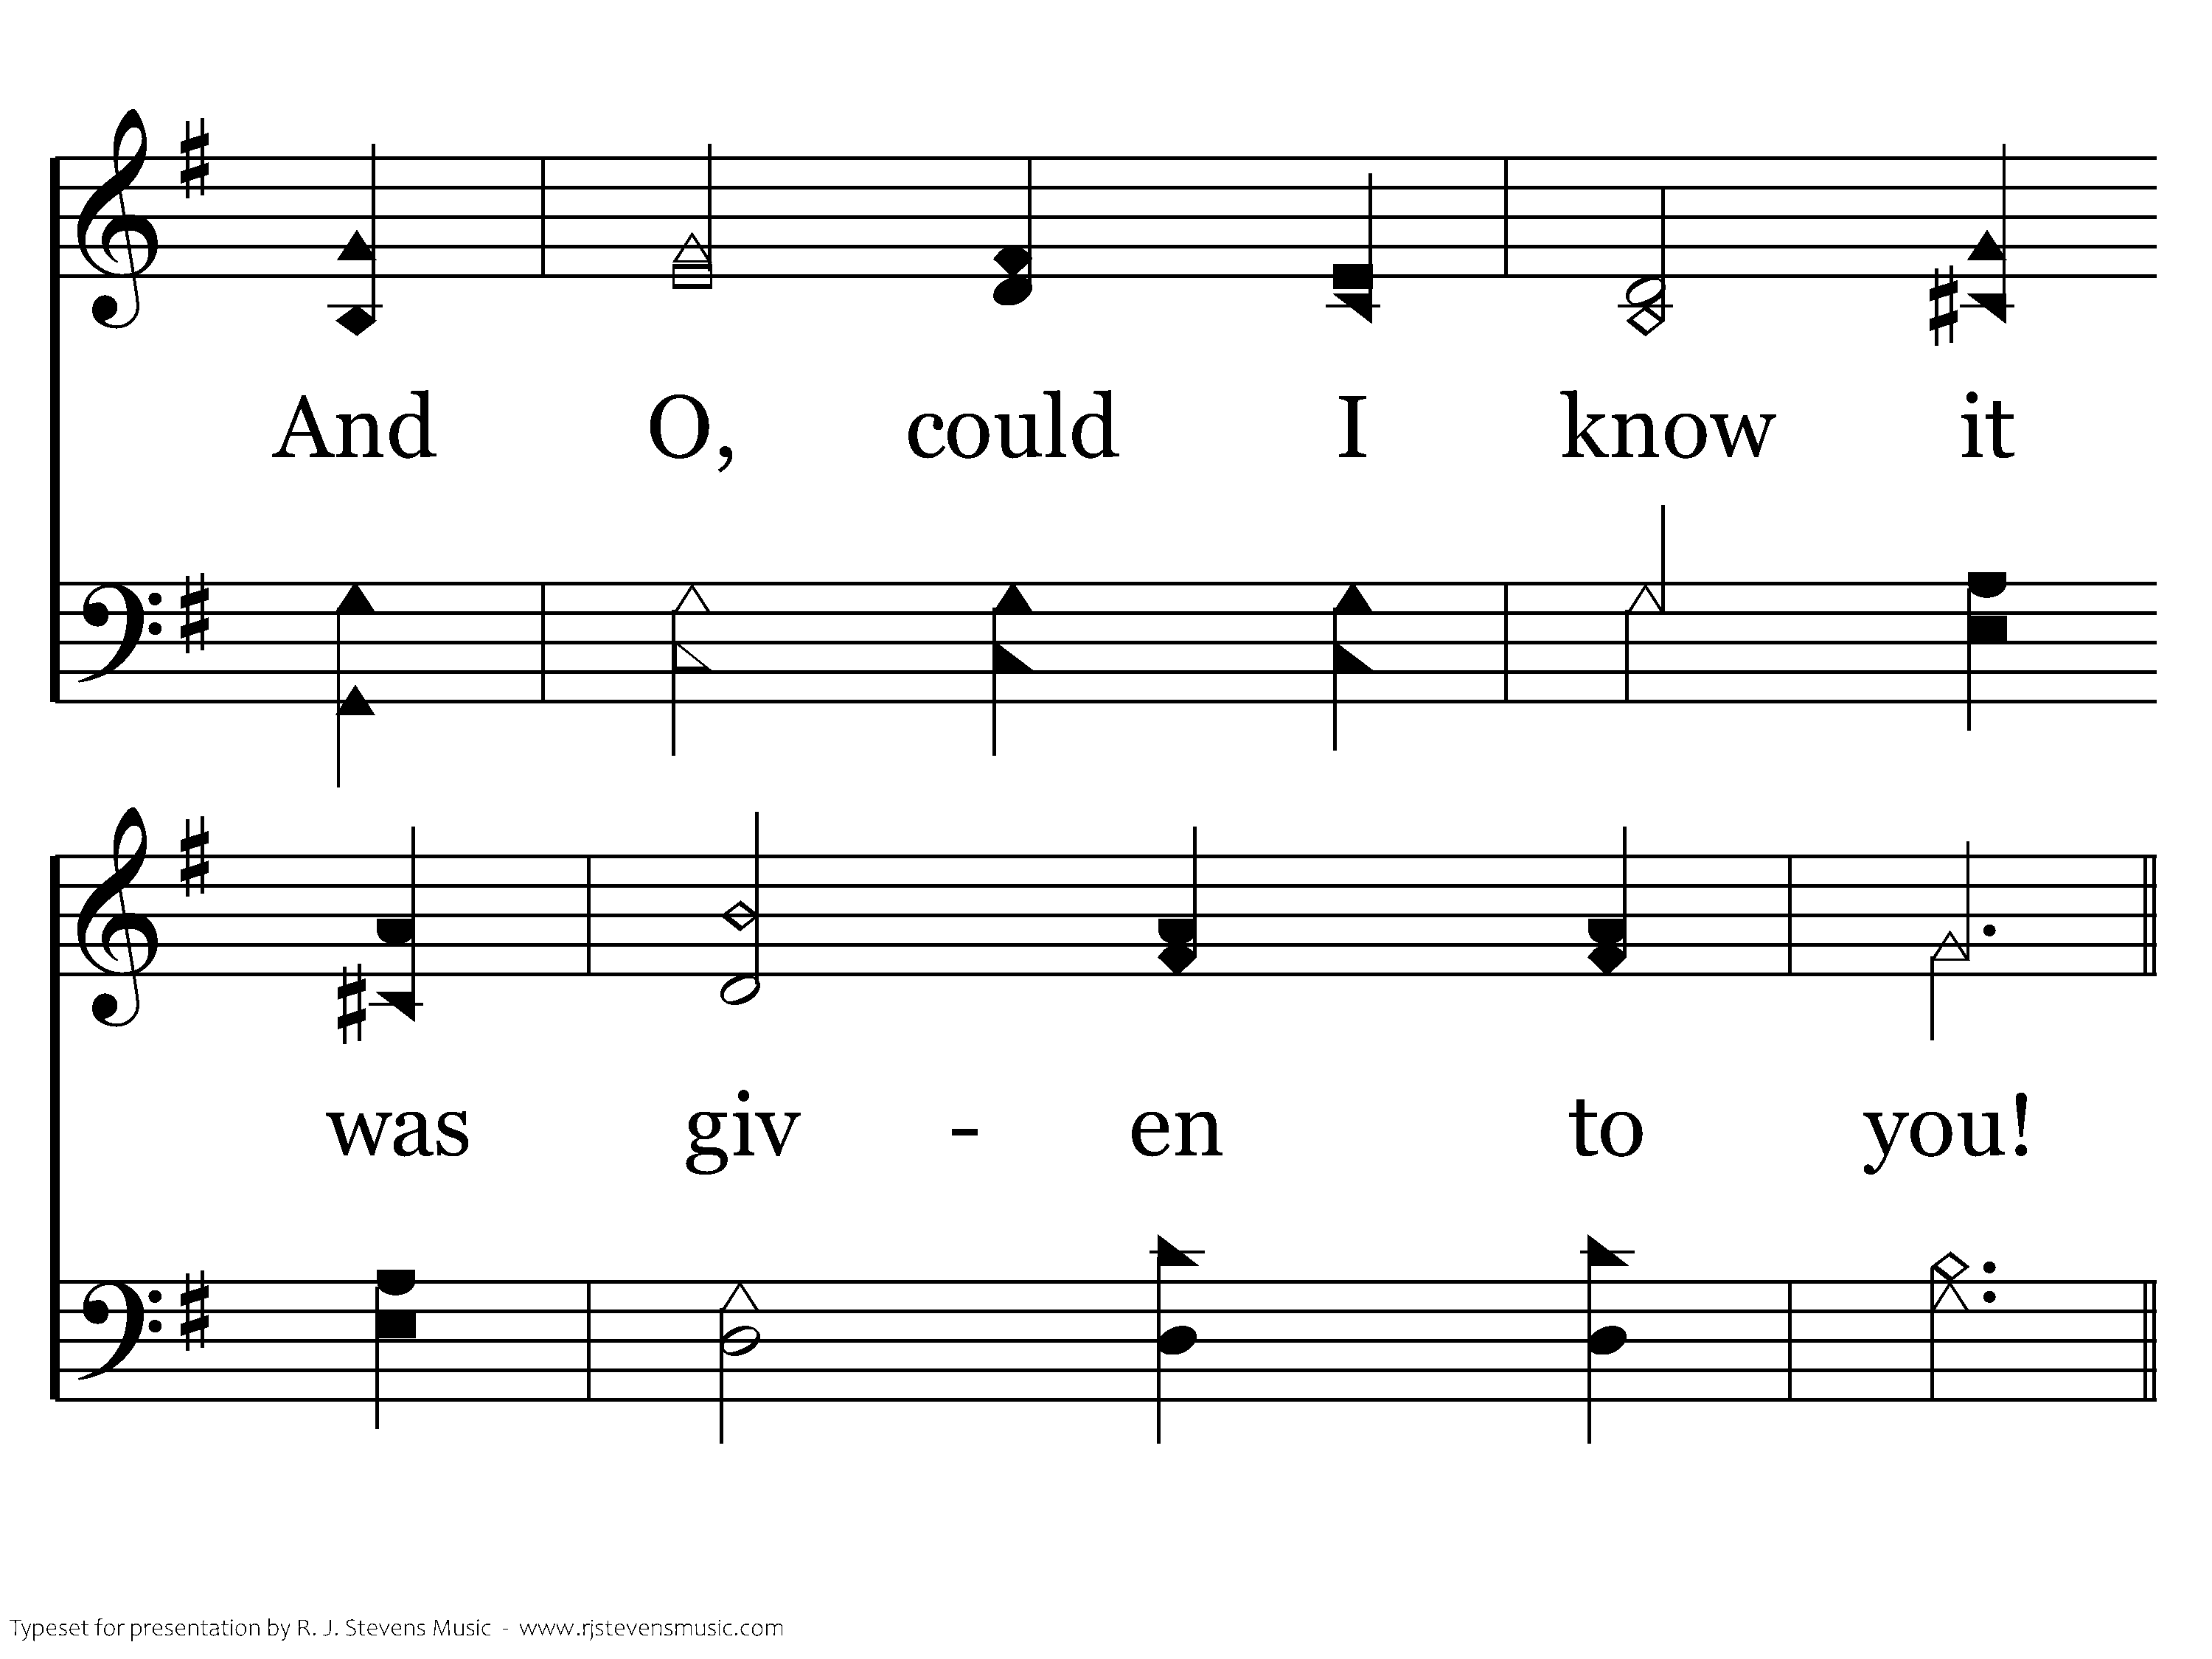 And O, could I know it
was giv - en to you!
Typeset for presentation by R. J. Stevens Music - www.rjstevensmusic.com